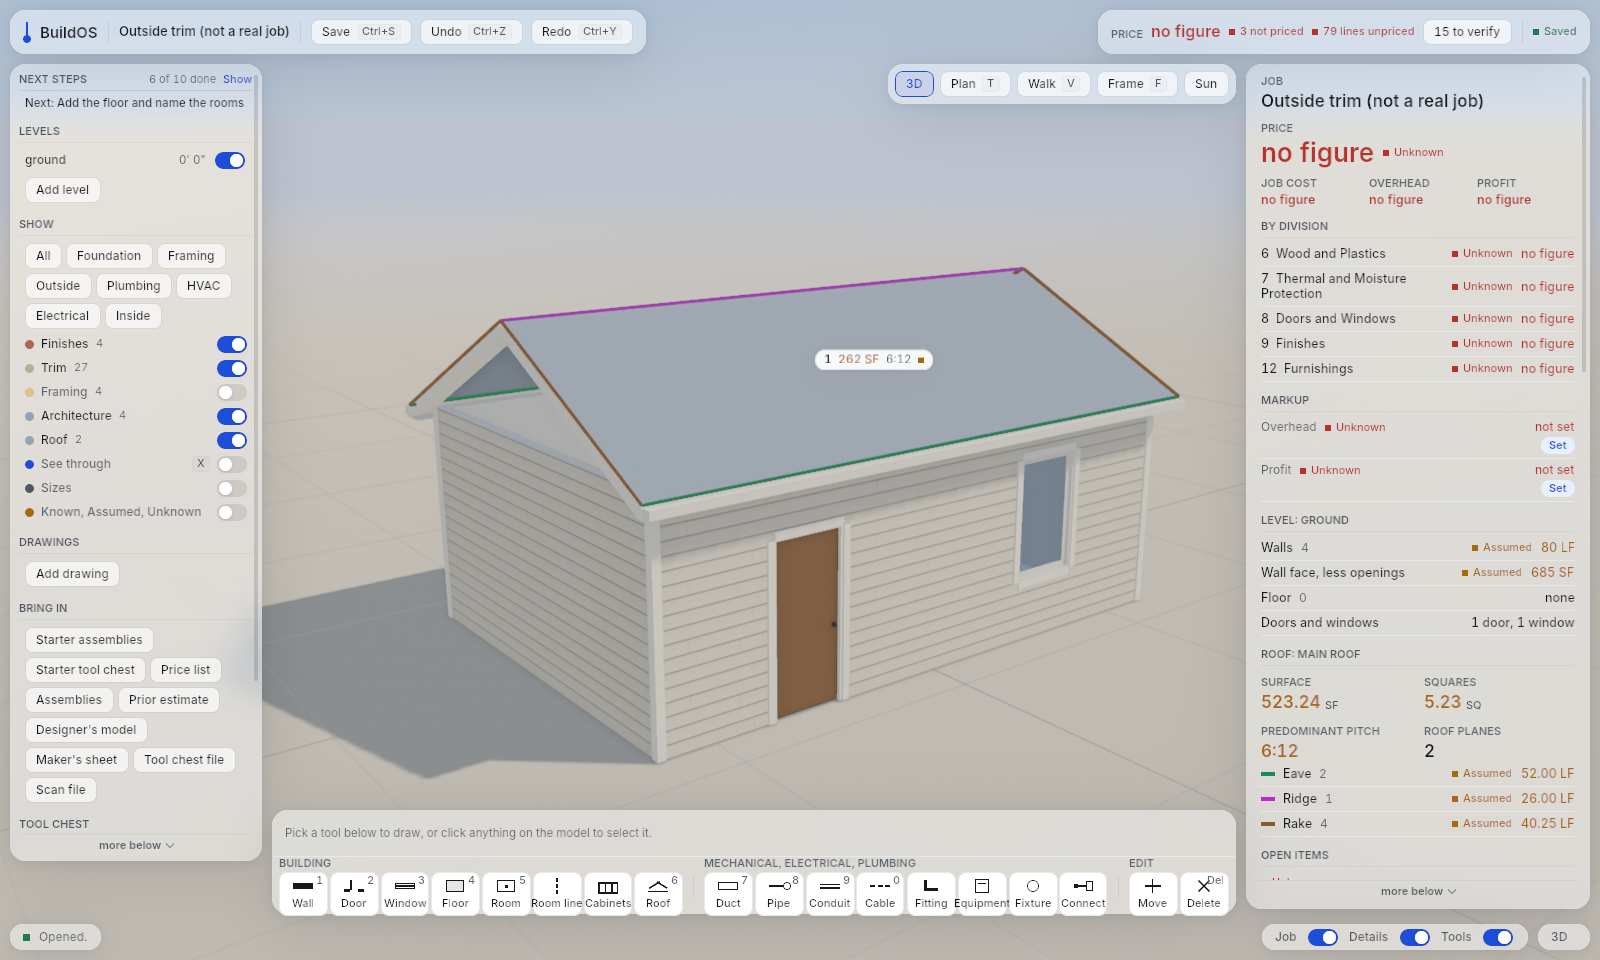 BuildOS
Outside trim (not a real job)
Save Ctrl+S
Undo Ctrl+Z
Redo Ctrl+Y
PRICE no figure
3 not priced
79 lines unpriced
15 to verify
Saved
NEXT STEPS 6 of 10 done Show
Next: Add the floor and name the rooms
LEVELS
ground 0' 0"
Add level
SHOW
All Foundation Framing
Outside Plumbing HVAC
Electrical Inside
Finishes 4
Trim 27
Framing 4
Architecture 4
Roof 2
See through X
Sizes
Known, Assumed, Unknown
DRAWINGS
Add drawing
BRING IN
Starter assemblies
Starter tool chest Price list
Assemblies Prior estimate
Designer's model
Maker's sheet Tool chest file
Scan file
TOOL CHEST
more below
3D Plan T Walk V Frame F Sun
1 262 SF 6:12
Pick a tool below to draw, or click anything on the model to select it.
BUILDING
1 Wall
2 Door
3 Window
4 Floor
5 Room
Room line
Cabinets
6 Roof
MECHANICAL, ELECTRICAL, PLUMBING
7 Duct
8 Pipe
9 Conduit
0 Cable
Fitting
Equipment
Fixture
Connect
EDIT
Move
Del Delete
JOB
Outside trim (not a real job)
PRICE
no figure Unknown
JOB COST OVERHEAD PROFIT
no figure no figure no figure
BY DIVISION
6 Wood and Plastics Unknown no figure
7 Thermal and Moisture
Protection Unknown no figure
8 Doors and Windows Unknown no figure
9 Finishes Unknown no figure
12 Furnishings Unknown no figure
MARKUP
Overhead Unknown not set
Set
Profit Unknown not set
Set
LEVEL: GROUND
Walls 4 Assumed 80 LF
Wall face, less openings Assumed 685 SF
Floor 0 none
Doors and windows 1 door, 1 window
ROOF: MAIN ROOF
SURFACE SQUARES
523.24 SF 5.23 SQ
PREDOMINANT PITCH ROOF PLANES
6:12 2
Eave 2 Assumed 52.00 LF
Ridge 1 Assumed 26.00 LF
Rake 4 Assumed 40.25 LF
OPEN ITEMS
more below
Opened.
Job Details Tools 3D